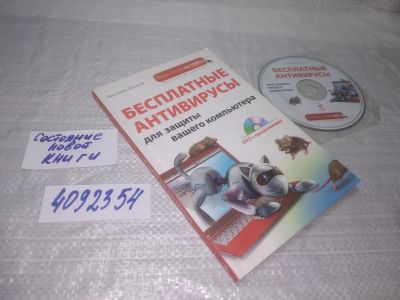 БЕСПЛАТНЫЕ
АНТИВИРУСЫ
для защиты
вашего компьютера
DVD с программами
БЕСПЛАТНЫЕ
АНТИВИРУСЫ
Состояние
новой
книги
4092354